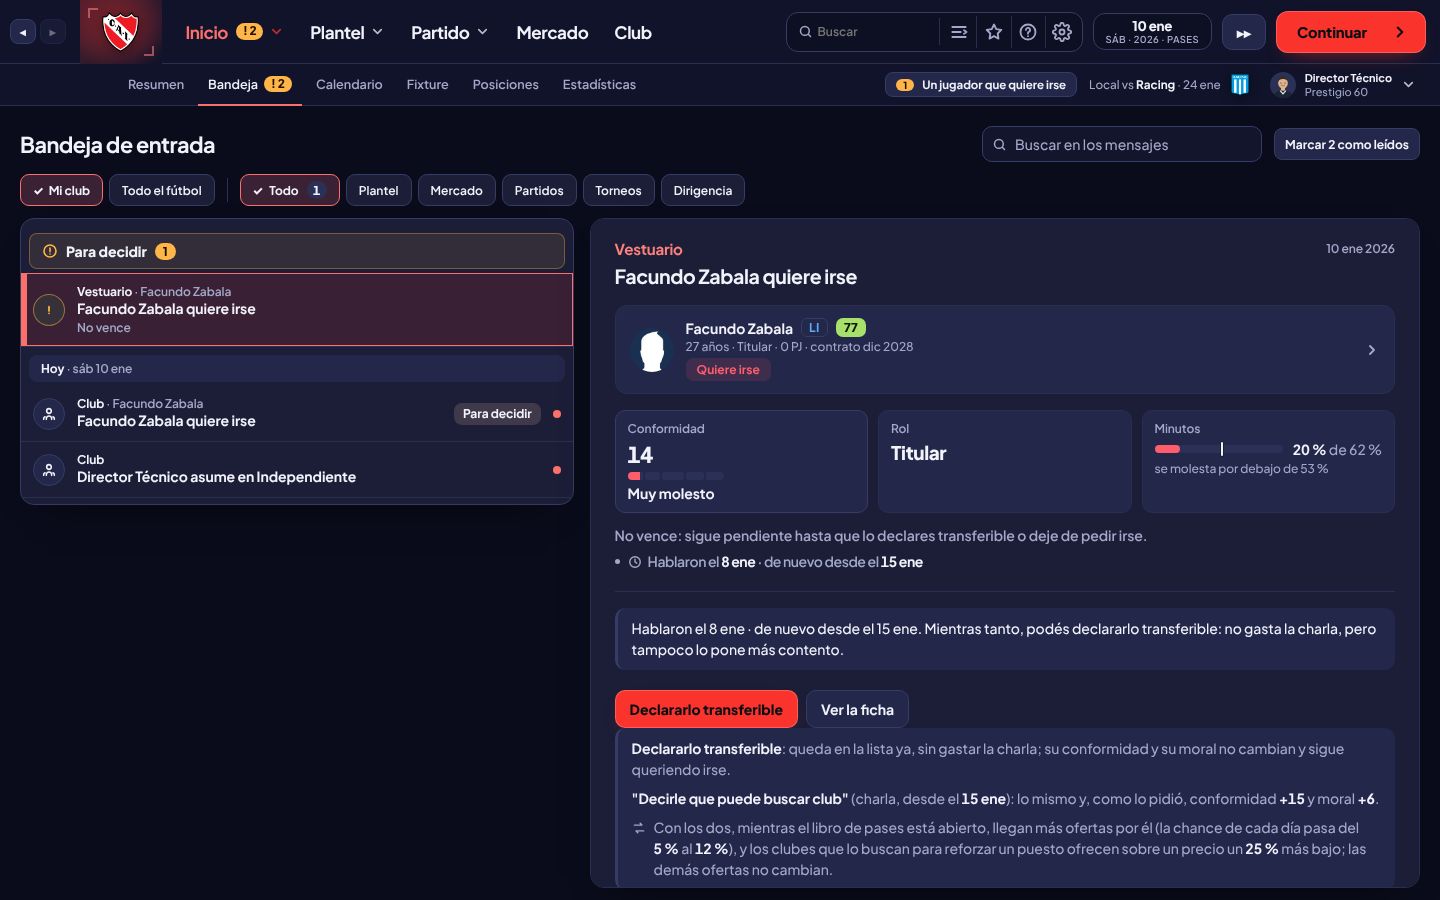 ◂
▸
C.A.I.
Inicio
! 2
Plantel
Partido
Mercado
Club
Buscar
10 ene
SÁB · 2026 · PASES
▸▸
Continuar
Resumen
Bandeja
! 2
Calendario
Fixture
Posiciones
Estadísticas
1 Un jugador que quiere irse
Local vs Racing · 24 ene
Director Técnico
Prestigio 60
Bandeja de entrada
Buscar en los mensajes
Marcar 2 como leídos
✓ Mi club
Todo el fútbol
✓ Todo 1
Plantel
Mercado
Partidos
Torneos
Dirigencia
Para decidir 1
!
Vestuario · Facundo Zabala
Facundo Zabala quiere irse
No vence
Hoy · sáb 10 ene
Club · Facundo Zabala
Facundo Zabala quiere irse
Para decidir
Club
Director Técnico asume en Independiente
Vestuario
10 ene 2026
Facundo Zabala quiere irse
Facundo Zabala LI 77
27 años · Titular · 0 PJ · contrato dic 2028
Quiere irse
Conformidad
14
Muy molesto
Rol
Titular
Minutos
20 % de 62 %
se molesta por debajo de 53 %
No vence: sigue pendiente hasta que lo declares transferible o deje de pedir irse.
• Hablaron el 8 ene · de nuevo desde el 15 ene
Hablaron el 8 ene · de nuevo desde el 15 ene. Mientras tanto, podés declararlo transferible: no gasta la charla, pero
tampoco lo pone más contento.
Declararlo transferible
Ver la ficha
Declararlo transferible: queda en la lista ya, sin gastar la charla; su conformidad y su moral no cambian y sigue
queriendo irse.
"Decirle que puede buscar club" (charla, desde el 15 ene): lo mismo y, como lo pidió, conformidad +15 y moral +6.
Con los dos, mientras el libro de pases está abierto, llegan más ofertas por él (la chance de cada día pasa del
5 % al 12 %), y los clubes que lo buscan para reforzar un puesto ofrecen sobre un precio un 25 % más bajo; las
demás ofertas no cambian.